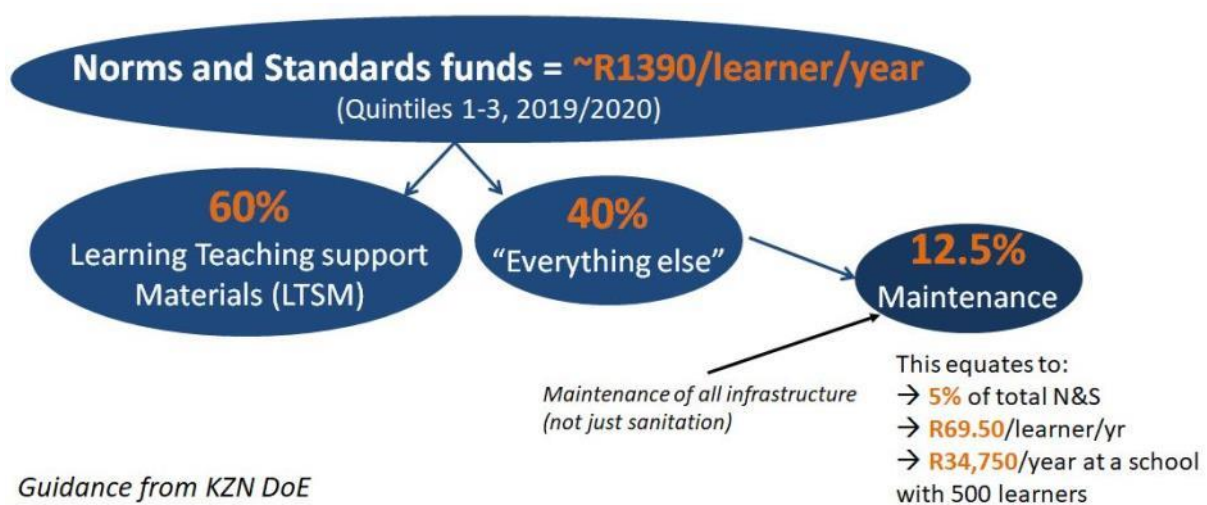 Norms and Standards funds = ~R1390/learner/year
(Quintiles 1-3, 2019/2020)
60%
Learning Teaching support
Materials (LTSM)
40%
“Everything else”
12.5%
Maintenance
Maintenance of all infrastructure
(not just sanitation)
This equates to:
→ 5% of total N&S
→ R69.50/learner/yr
→ R34,750/year at a school
with 500 learners
Guidance from KZN DoE